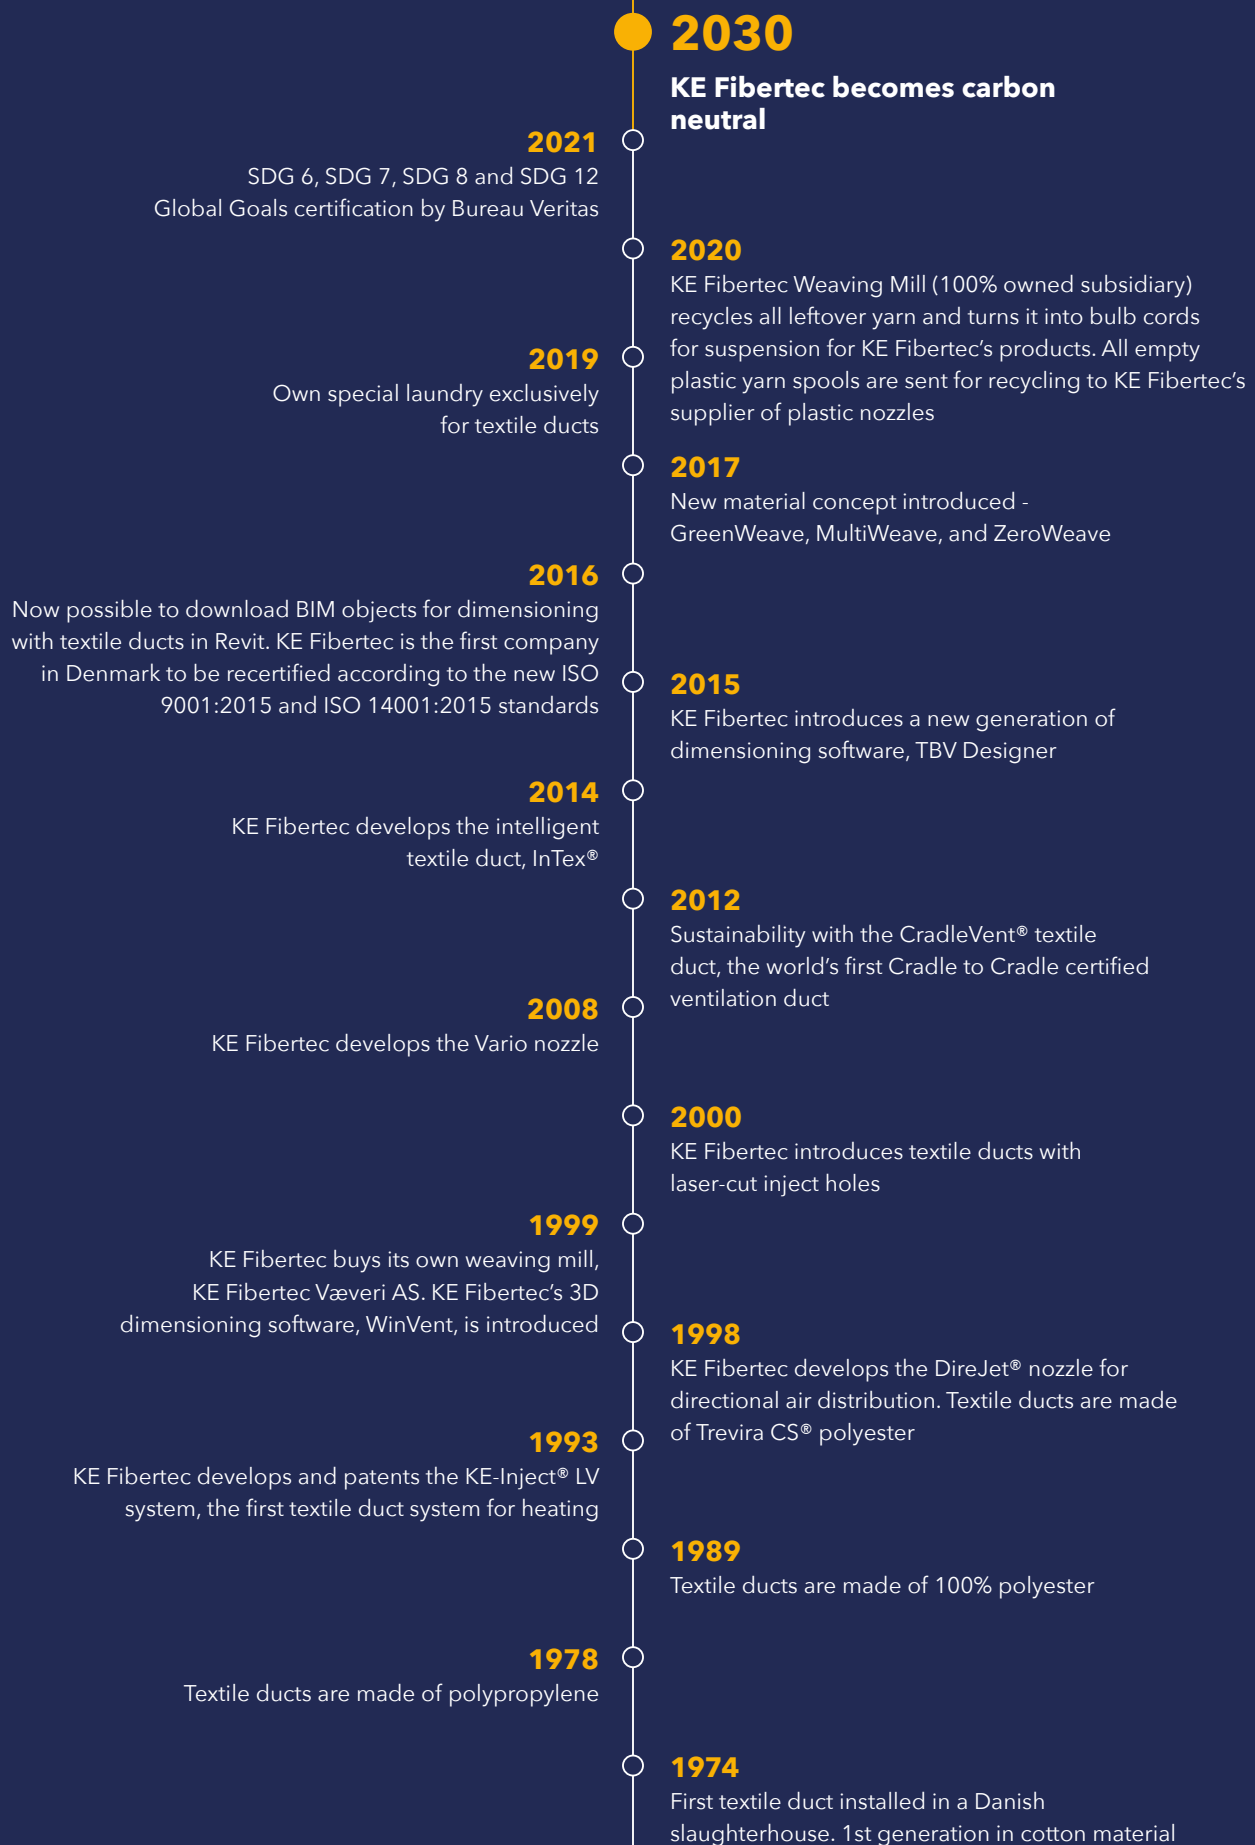 2030
KE Fibertec becomes carbon
neutral
2021
SDG 6, SDG 7, SDG 8 and SDG 12
Global Goals certification by Bureau Veritas
2020
KE Fibertec Weaving Mill (100% owned subsidiary)
recycles all leftover yarn and turns it into bulb cords
for suspension for KE Fibertec’s products. All empty
plastic yarn spools are sent for recycling to KE Fibertec’s
supplier of plastic nozzles
2019
Own special laundry exclusively
for textile ducts
2017
New material concept introduced -
GreenWeave, MultiWeave, and ZeroWeave
2016
Now possible to download BIM objects for dimensioning
with textile ducts in Revit. KE Fibertec is the first company
in Denmark to be recertified according to the new ISO
9001:2015 and ISO 14001:2015 standards
2015
KE Fibertec introduces a new generation of
dimensioning software, TBV Designer
2014
KE Fibertec develops the intelligent
textile duct, InTex®
2012
Sustainability with the CradleVent® textile
duct, the world’s first Cradle to Cradle certified
ventilation duct
2008
KE Fibertec develops the Vario nozzle
2000
KE Fibertec introduces textile ducts with
laser-cut inject holes
1999
KE Fibertec buys its own weaving mill,
KE Fibertec Væveri AS. KE Fibertec’s 3D
dimensioning software, WinVent, is introduced
1998
KE Fibertec develops the DireJet® nozzle for
directional air distribution. Textile ducts are made
of Trevira CS® polyester
1993
KE Fibertec develops and patents the KE-Inject® LV
system, the first textile duct system for heating
1989
Textile ducts are made of 100% polyester
1978
Textile ducts are made of polypropylene
1974
First textile duct installed in a Danish
slaughterhouse. 1st generation in cotton material